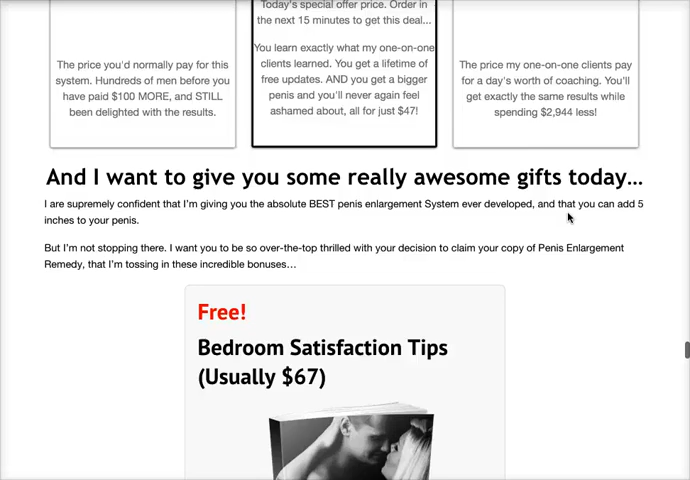 Today's special offer price. Order in
the next 15 minutes to get this deal...
You learn exactly what my one-on-one
clients learned. You get a lifetime of
free updates. AND you get a bigger
penis and you'll never again feel
ashamed about, all for just $47!
The price you'd normally pay for this
system. Hundreds of men before you
have paid $100 MORE, and STILL
been delighted with the results.
The price my one-on-one clients pay
for a day's worth of coaching. You'll
get exactly the same results while
spending $2,944 less!
And I want to give you some really awesome gifts today...
I are supremely confident that I'm giving you the absolute BEST penis enlargement System ever developed, and that you can add 5
inches to your penis.
But I'm not stopping there. I want you to be so over-the-top thrilled with your decision to claim your copy of Penis Enlargement
Remedy, that I'm tossing in these incredible bonuses…
Free!
Bedroom Satisfaction Tips
(Usually $67)